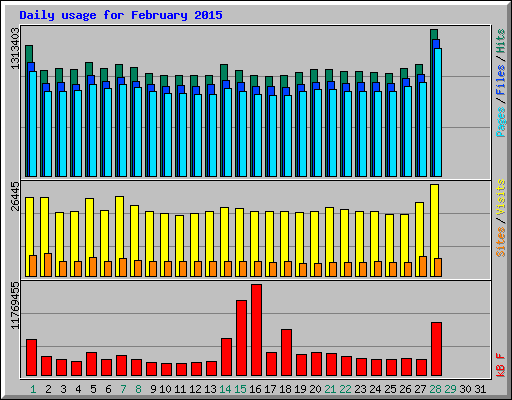 Daily usage for February 2015
1313403
Pages/Files/Hits
26445
Sites/Visits
11769455
kB F
1 2 3 4 5 6 7 8 9 10 11 12 13 14 15 16 17 18 19 20 21 22 23 24 25 26 27 28 29 30 31